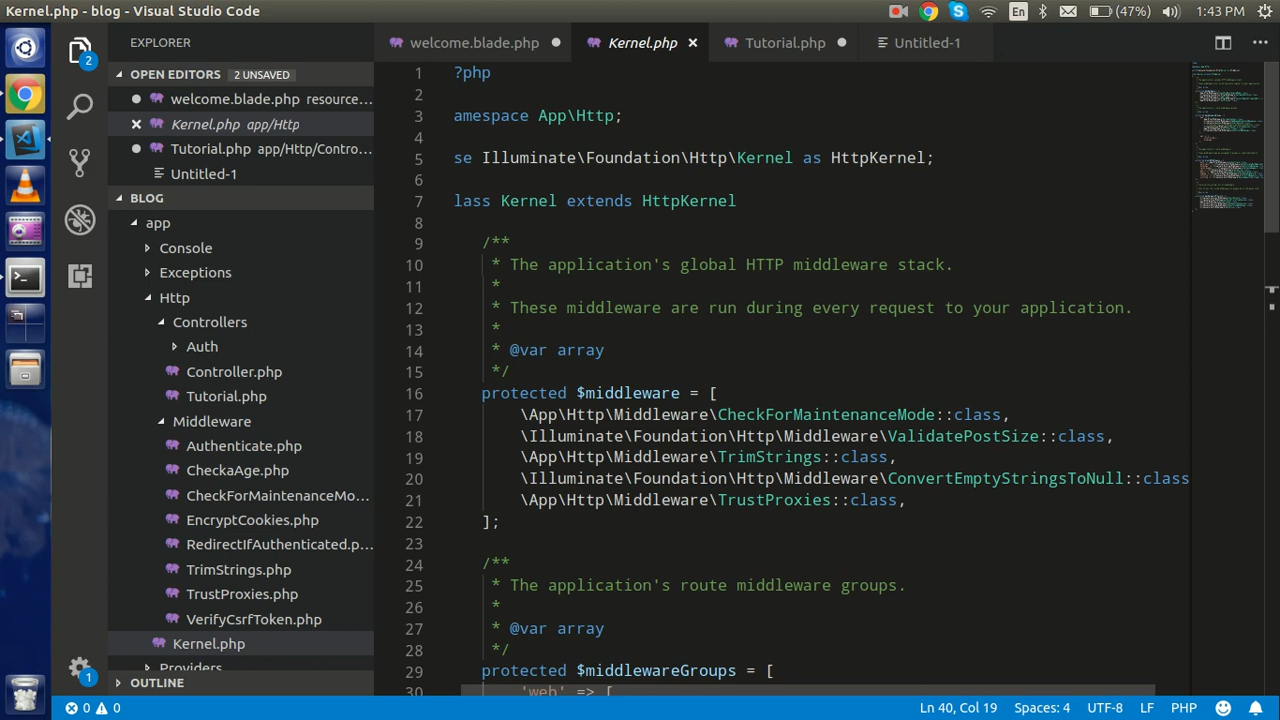 Kernel.php - blog - Visual Studio Code
En
(47%)
1:43 PM
EXPLORER
welcome.blade.php
Kernel.php
Tutorial.php
Untitled-1
2
OPEN EDITORS
2 UNSAVED
welcome.blade.php resource...
Kernel.php app/Http
Tutorial.php app/Http/Contro...
Untitled-1
BLOG
app
Console
Exceptions
Http
Controllers
Auth
Controller.php
Tutorial.php
Middleware
Authenticate.php
CheckaAge.php
CheckForMaintenanceMo...
EncryptCookies.php
RedirectIfAuthenticated.p...
TrimStrings.php
TrustProxies.php
VerifyCsrfToken.php
Kernel.php
Providers
OUTLINE
1
1 ?php
2
3 amespace App\Http;
4
5 se Illuminate\Foundation\Http\Kernel as HttpKernel;
6
7 lass Kernel extends HttpKernel
8
9 /**
10 * The application's global HTTP middleware stack.
11 *
12 * These middleware are run during every request to your application.
13 *
14 * @var array
15 */
16 protected $middleware = [
17 \App\Http\Middleware\CheckForMaintenanceMode::class,
18 \Illuminate\Foundation\Http\Middleware\ValidatePostSize::class,
19 \App\Http\Middleware\TrimStrings::class,
20 \Illuminate\Foundation\Http\Middleware\ConvertEmptyStringsToNull::class
21 \App\Http\Middleware\TrustProxies::class,
22 ];
23
24 /**
25 * The application's route middleware groups.
26 *
27 * @var array
28 */
29 protected $middlewareGroups = [
30 'web' => [
0 0
Ln 40, Col 19
Spaces: 4
UTF-8
LF
PHP